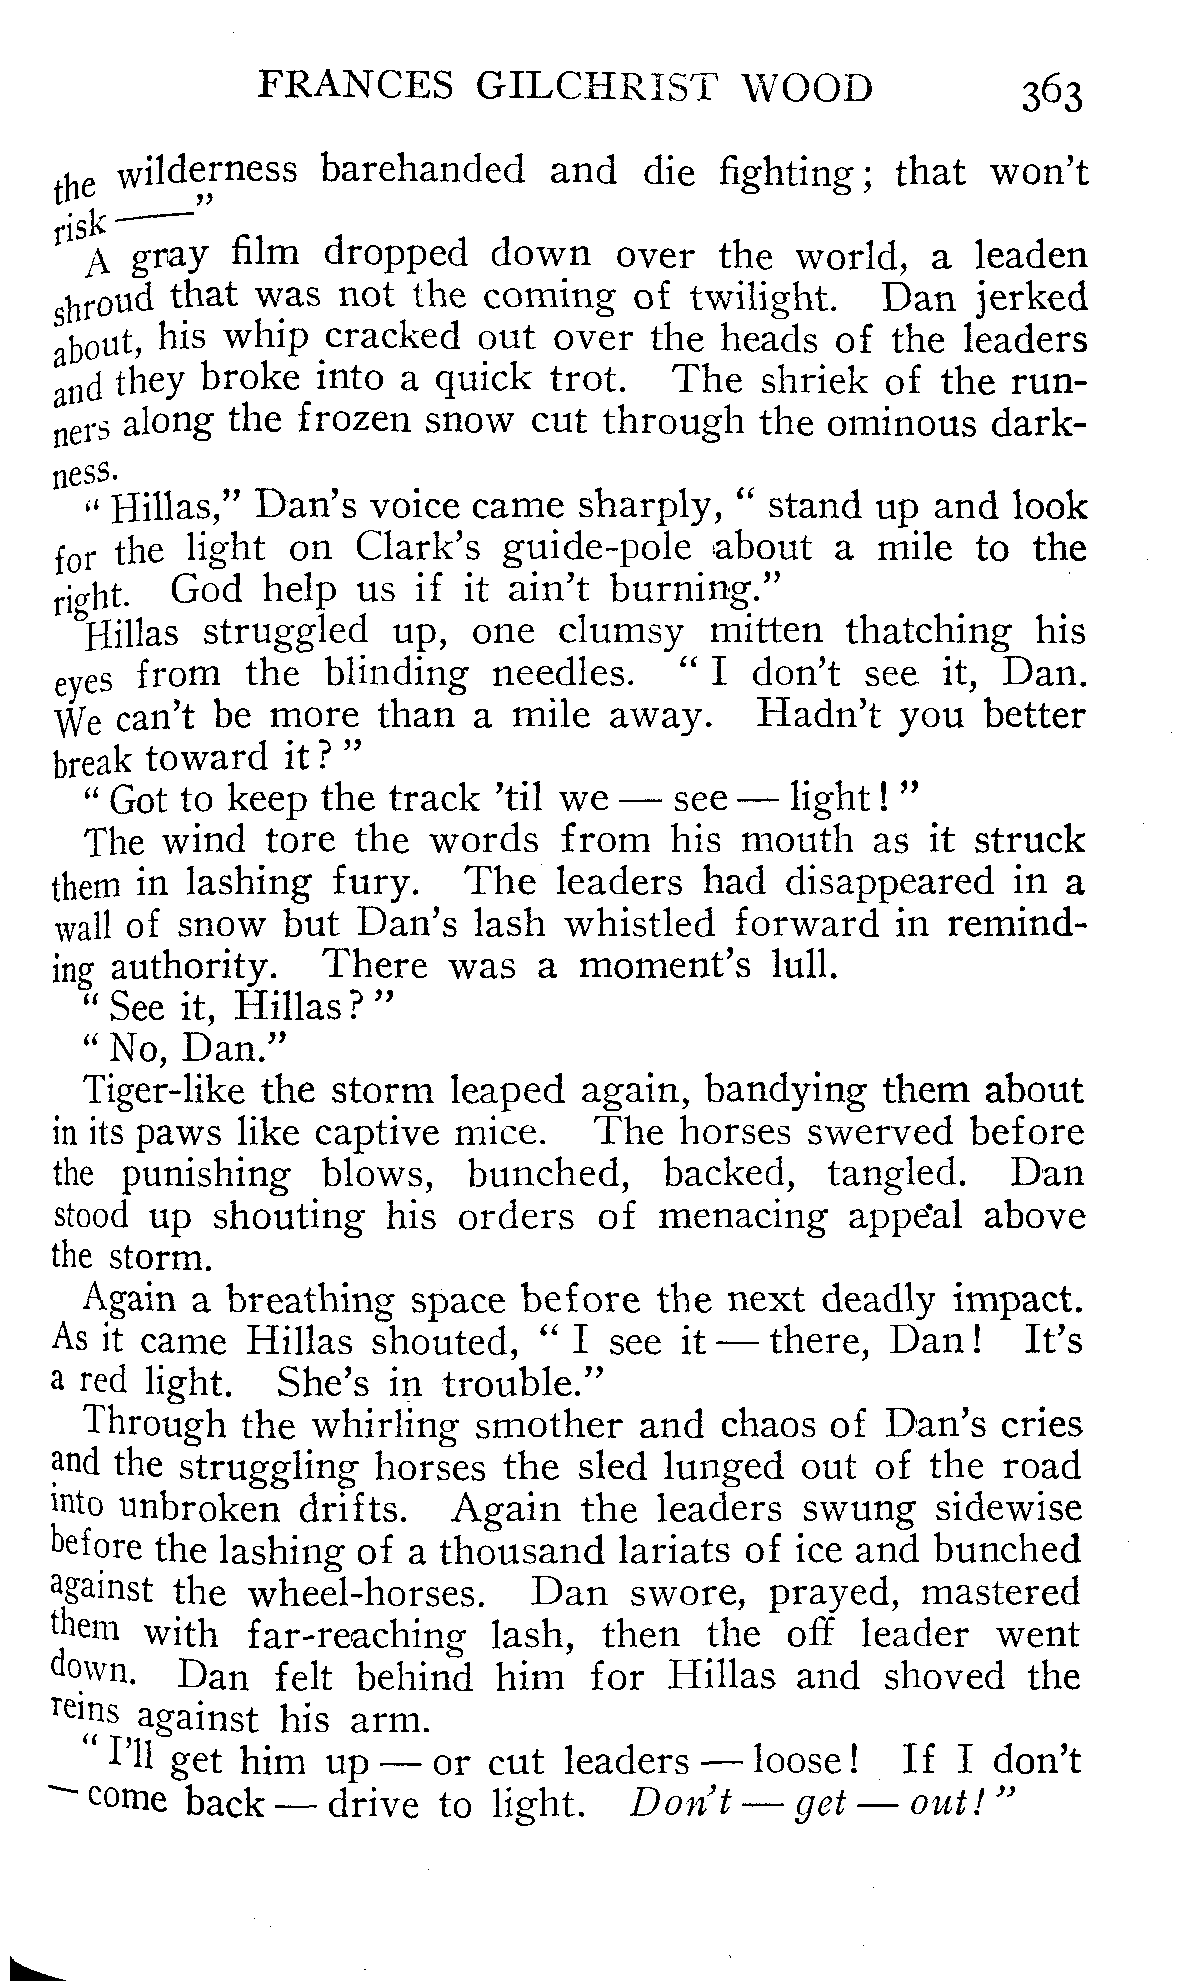 FRANCES GILCHRIST WOOD 363
the wilderness barehanded and die fighting; that won't
risk ——"
A gray film dropped down over the world, a leaden
shroud that was not the coming of twilight. Dan jerked
about, his whip cracked out over the heads of the leaders
and they broke into a quick trot. The shriek of the run-
ners along the frozen snow cut through the ominous dark-
ness.
" Hillas," Dan's voice came sharply, " stand up and look
for the light on Clark's guide-pole about a mile to the
right. God help us if it ain't burning."
Hillas struggled up, one clumsy mitten thatching his
eyes from the blinding needles. " I don't see it, Dan.
We can't be more than a mile away. Hadn't you better
break toward it? "
" Got to keep the track 'til we — see — light! "
The wind tore the words from his mouth as it struck
them in lashing fury. The leaders had disappeared in a
wall of snow but Dan's lash whistled forward in remind-
ing authority. There was a moment's lull.
" See it, Hillas? "
" No, Dan."
Tiger-like the storm leaped again, bandying them about
in its paws like captive mice. The horses swerved before
the punishing blows, bunched, backed, tangled. Dan
stood up shouting his orders of menacing appeal above
the storm.
Again a breathing space before the next deadly impact.
As it came Hillas shouted, " I see it — there, Dan! It's
a red light. She's in trouble."
Through the whirling smother and chaos of Dan's cries
and the struggling horses the sled lunged out of the road
into unbroken drifts. Again the leaders swung sidewise
before the lashing of a thousand lariats of ice and bunched
against the wheel-horses. Dan swore, prayed, mastered
them with far-reaching lash, then the off leader went
down. Dan felt behind him for Hillas and shoved the
reins against his arm.
" I'll get him up — or cut leaders — loose! If I don't
— come back — drive to light. Don't — get — out! "